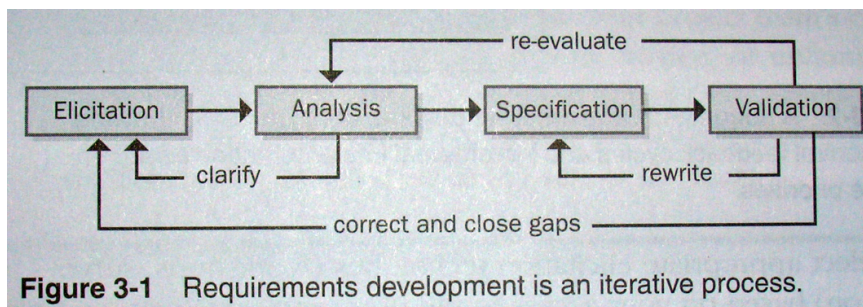 re-evaluate
Elicitation Analysis Specification Validation
clarify rewrite
correct and close gaps
Figure 3-1 Requirements development is an iterative process.